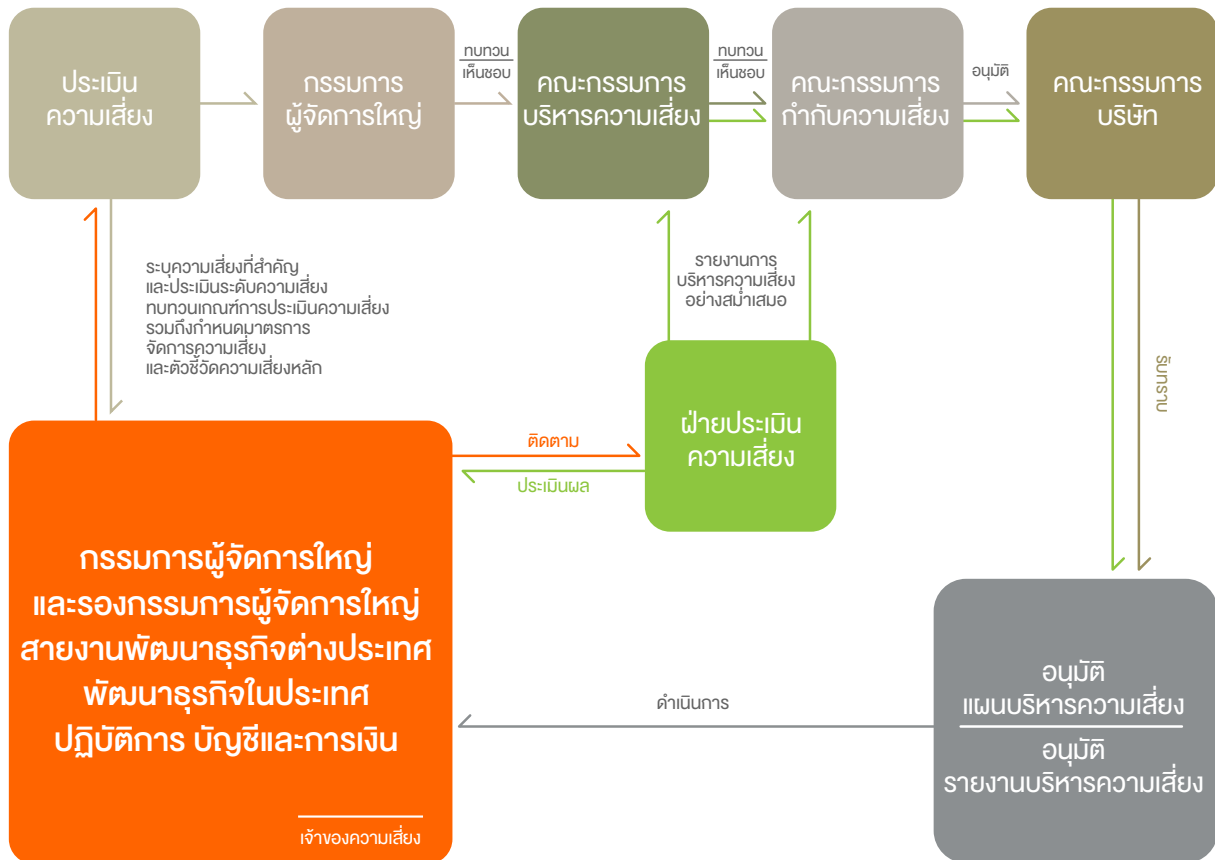 ประเมิน
ความเสี่ยง
กรรมการ
ผู้จัดการใหญ่
ทบทวน
เห็นชอบ
คณะกรรมการ
บริหารความเสี่ยง
ทบทวน
เห็นชอบ
คณะกรรมการ
กำกับความเสี่ยง
อนุมัติ
คณะกรรมการ
บริษัท
ระบุความเสี่ยงที่สำคัญ
และประเมินระดับความเสี่ยง
ทบทวนเกณฑ์การประเมินความเสี่ยง
รวมถึงกำหนดมาตรการ
จัดการความเสี่ยง
และตัวชี้วัดความเสี่ยงหลัก
รายงานการ
บริหารความเสี่ยง
อย่างสม่ำเสมอ
รับทราบ
ฝ่ายประเมิน
ความเสี่ยง
ติดตาม
ประเมินผล
กรรมการผู้จัดการใหญ่
และรองกรรมการผู้จัดการใหญ่
สายงานพัฒนาธุรกิจต่างประเทศ
พัฒนาธุรกิจในประเทศ
ปฏิบัติการ บัญชีและการเงิน
เจ้าของความเสี่ยง
ดำเนินการ
อนุมัติ
แผนบริหารความเสี่ยง
อนุมัติ
รายงานบริหารความเสี่ยง